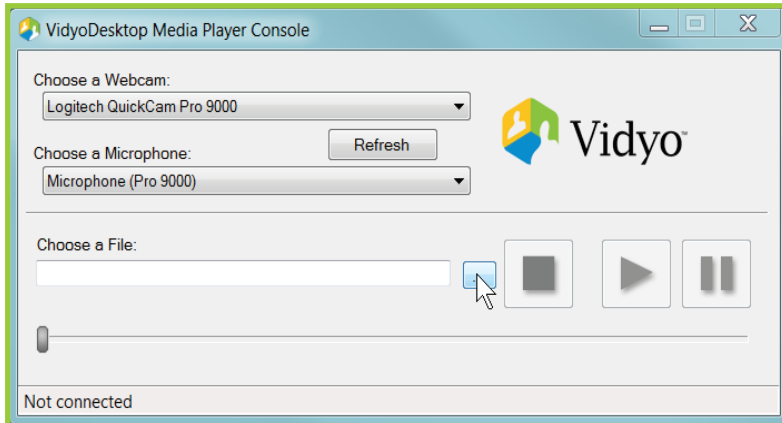 VidyoDesktop Media Player Console
Choose a Webcam:
Logitech QuickCam Pro 9000
Refresh
Choose a Microphone:
Microphone (Pro 9000)
Vidyo™
Choose a File:
Not connected